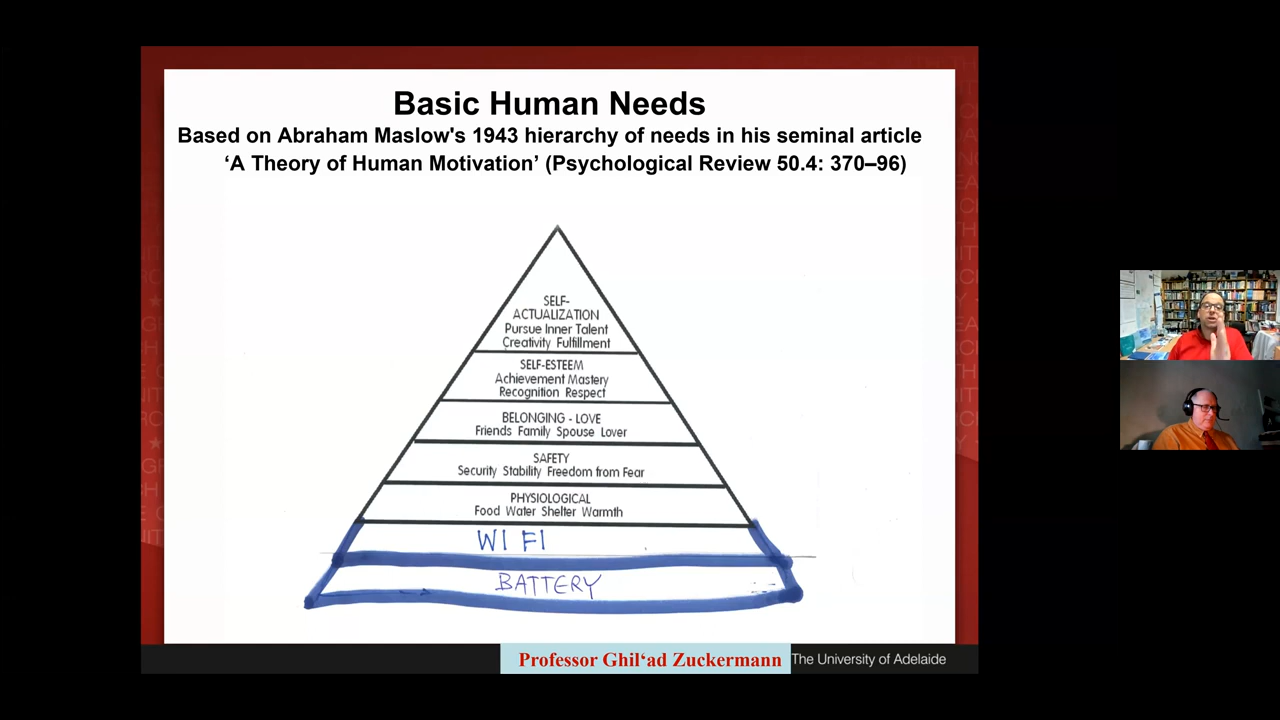 Basic Human Needs
Based on Abraham Maslow's 1943 hierarchy of needs in his seminal article
‘A Theory of Human Motivation’ (Psychological Review 50.4: 370–96)
SELF-
ACTUALIZATION
Pursue Inner Talent
Creativity Fulfillment
SELF-ESTEEM
Achievement Mastery
Recognition Respect
BELONGING - LOVE
Friends Family Spouse Lover
SAFETY
Security Stability Freedom from Fear
PHYSIOLOGICAL
Food Water Shelter Warmth
WI FI
BATTERY
Professor Ghil‘ad Zuckermann
The University of Adelaide